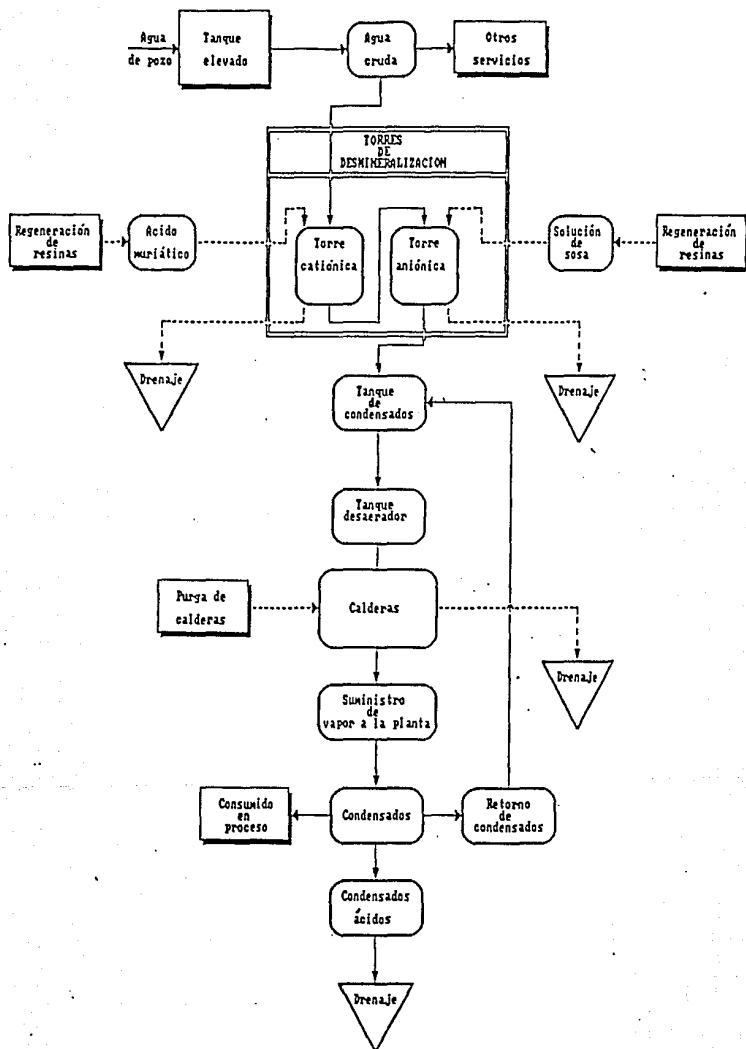 Agua
de pozo
Tanque
elevado
Agua
cruda
Otros
servicios
TORRES
DE
DESMINERALIZACION
Regeneración
de
resinas
Acido
muriático
Torre
catiónica
Torre
aniónica
Solución
de
sosa
Regeneración
de
resinas
Drenaje
Drenaje
Tanque
de
condensados
Tanque
desaerador
Purga de
calderas
Calderas
Drenaje
Suministro
de
vapor a la planta
Consumido
en
proceso
Condensados
Retorno
de
condensados
Condensados
ácidos
Drenaje